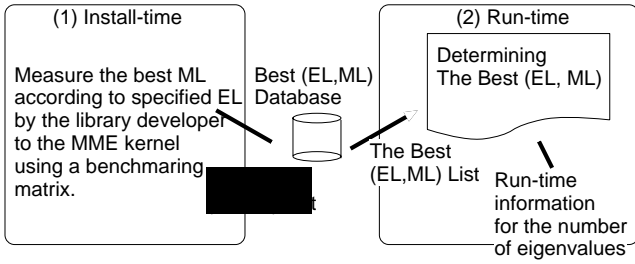 (1) Install-time
Measure the best ML
according to specified EL
by the library developer
to the MME kernel
using a benchmaring
matrix.
Best (EL,ML)
Database
The Best
(EL,ML) List
(2) Run-time
Determining
The Best (EL, ML)
Run-time
information
for the number
of eigenvalues